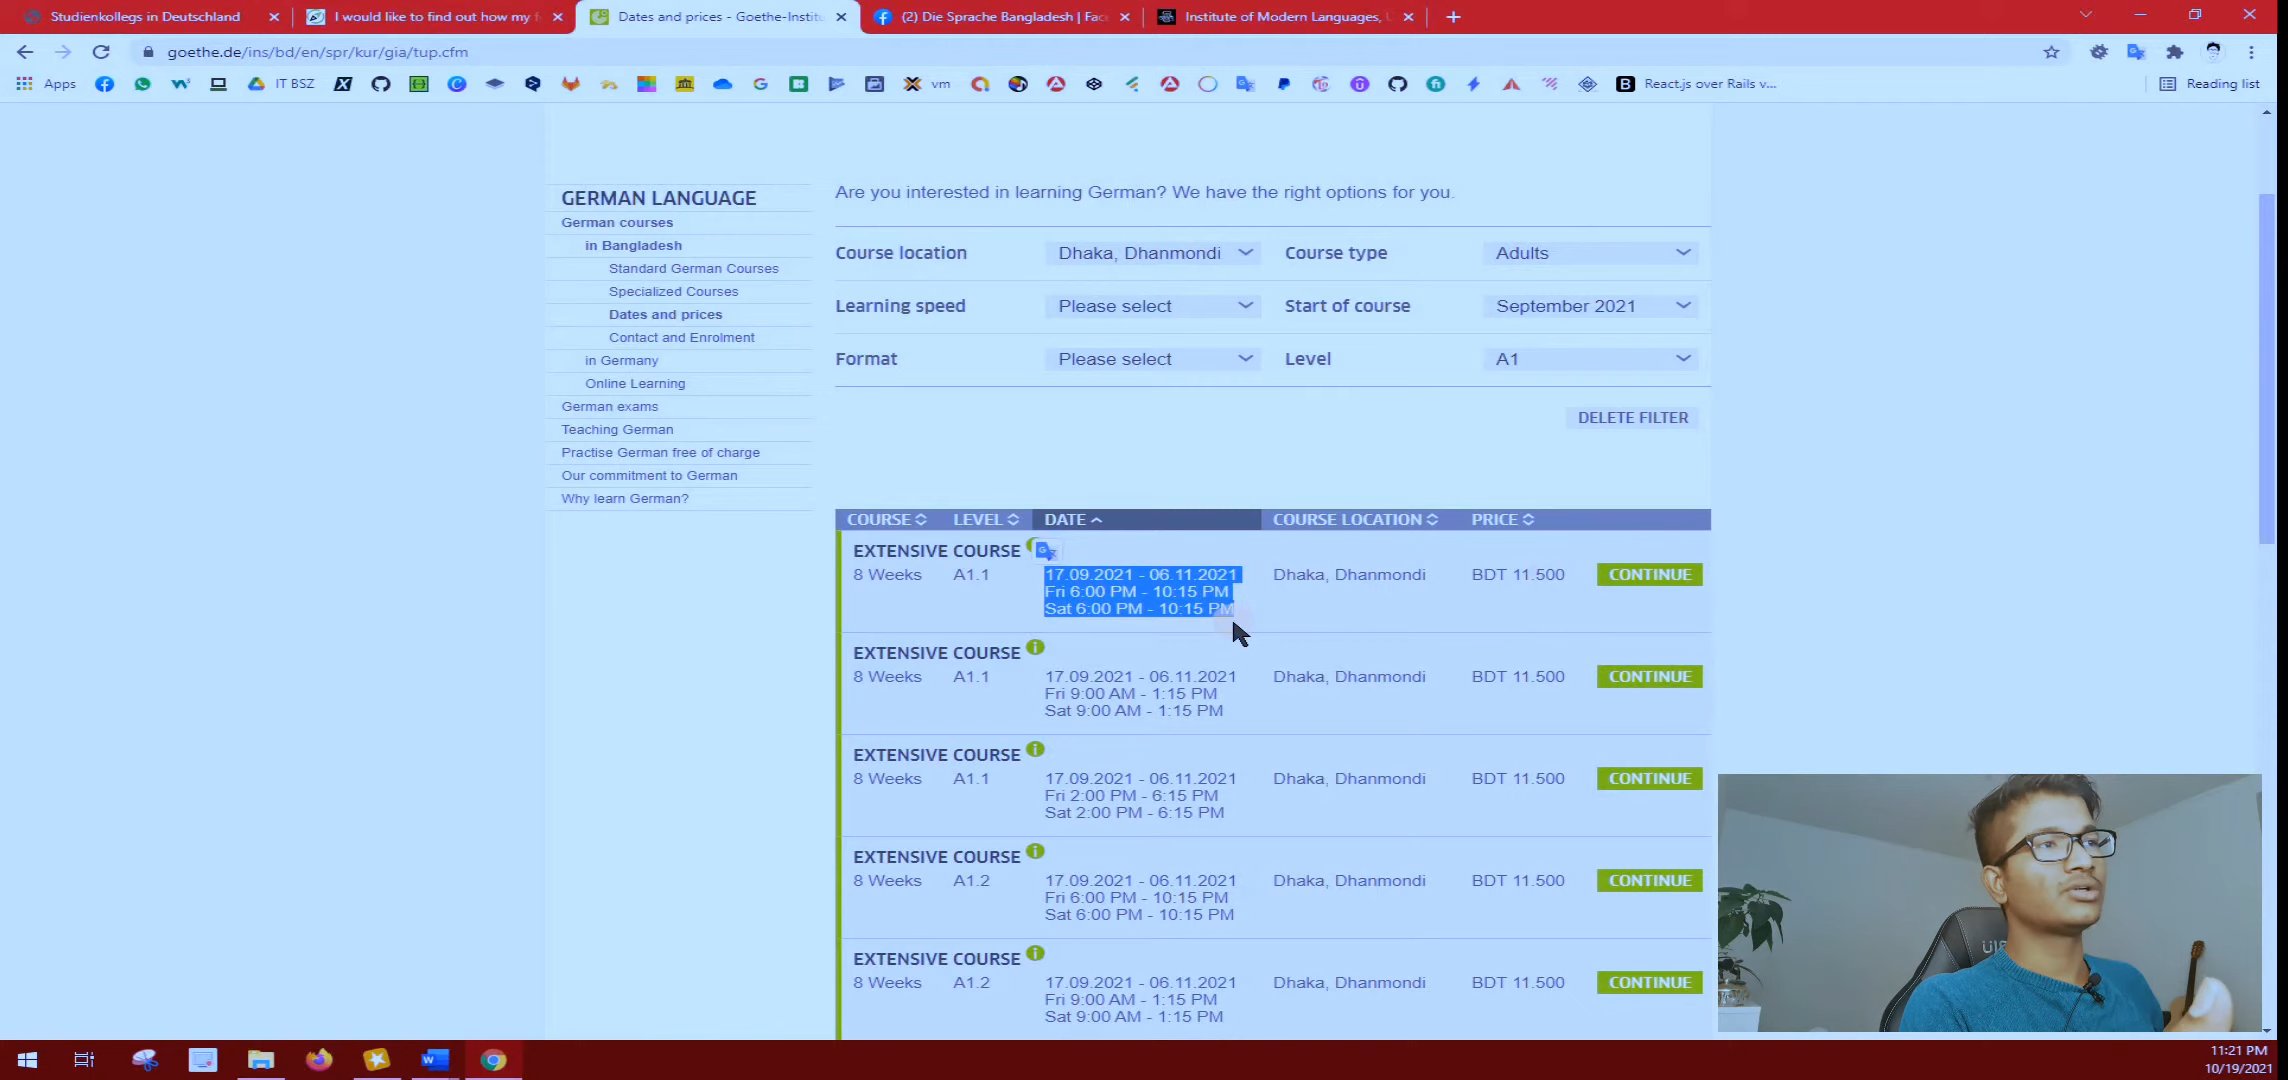 Studienkollegs in Deutschland
I would like to find out how my f
Dates and prices - Goethe-Institu
(2) Die Sprache Bangladesh | Fac
Institute of Modern Languages, U
goethe.de/ins/bd/en/spr/kur/gia/tup.cfm
Apps
IT BSZ
vm
React.js over Rails v...
Reading list
GERMAN LANGUAGE
German courses
in Bangladesh
Standard German Courses
Specialized Courses
Dates and prices
Contact and Enrolment
in Germany
Online Learning
German exams
Teaching German
Practise German free of charge
Our commitment to German
Why learn German?
Are you interested in learning German? We have the right options for you.
Course location Dhaka, Dhanmondi Course type Adults
Learning speed Please select Start of course September 2021
Format Please select Level A1
DELETE FILTER
COURSE LEVEL DATE COURSE LOCATION PRICE
EXTENSIVE COURSE
8 Weeks A1.1 17.09.2021 - 06.11.2021 Dhaka, Dhanmondi BDT 11.500 CONTINUE
Fri 6:00 PM - 10:15 PM
Sat 6:00 PM - 10:15 PM
EXTENSIVE COURSE
8 Weeks A1.1 17.09.2021 - 06.11.2021 Dhaka, Dhanmondi BDT 11.500 CONTINUE
Fri 9:00 AM - 1:15 PM
Sat 9:00 AM - 1:15 PM
EXTENSIVE COURSE
8 Weeks A1.1 17.09.2021 - 06.11.2021 Dhaka, Dhanmondi BDT 11.500 CONTINUE
Fri 2:00 PM - 6:15 PM
Sat 2:00 PM - 6:15 PM
EXTENSIVE COURSE
8 Weeks A1.2 17.09.2021 - 06.11.2021 Dhaka, Dhanmondi BDT 11.500 CONTINUE
Fri 6:00 PM - 10:15 PM
Sat 6:00 PM - 10:15 PM
EXTENSIVE COURSE
8 Weeks A1.2 17.09.2021 - 06.11.2021 Dhaka, Dhanmondi BDT 11.500 CONTINUE
Fri 9:00 AM - 1:15 PM
Sat 9:00 AM - 1:15 PM
11:21 PM
10/19/2021